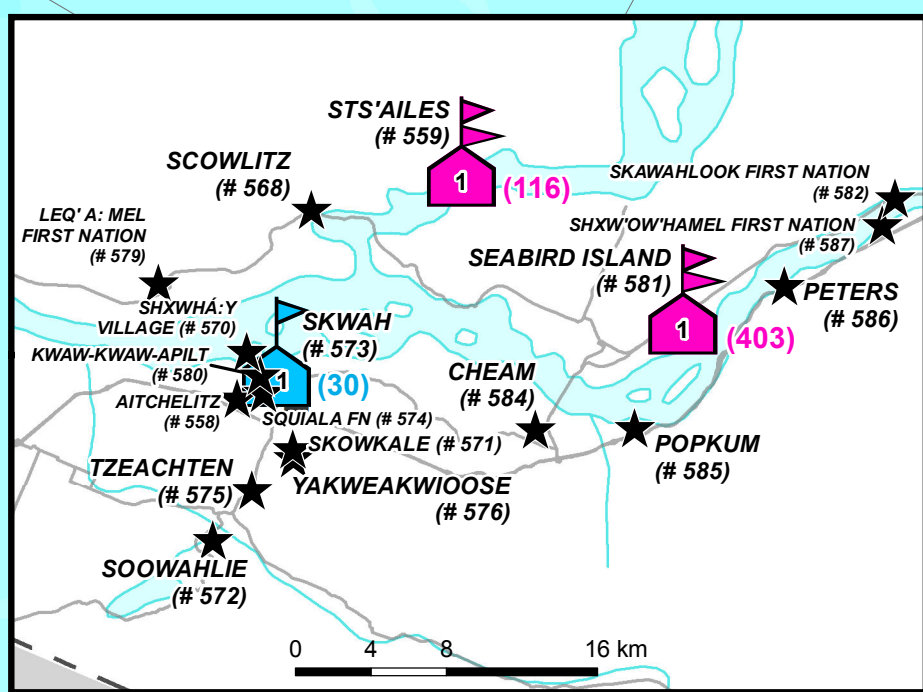 STS'AILES
(# 559)
1
(116)
SCOWLITZ
(# 568)
SKAWAHLOOK FIRST NATION
(# 582)
LEQ' A: MEL
FIRST NATION
(# 579)
SHXW'OW'HAMEL FIRST NATION
(# 587)
SEABIRD ISLAND
(# 581)
1
(403)
PETERS
(# 586)
SHXWHÁ:Y
VILLAGE (# 570)
SKWAH
(# 573)
1
(30)
KWAW-KWAW-APILT
(# 580)
CHEAM
(# 584)
AITCHELITZ
(# 558)
SQUIALA FN (# 574)
SKOWKALE (# 571)
POPKUM
(# 585)
TZEACHTEN
(# 575)
YAKWEAKWIOOSE
(# 576)
SOOWAHLIE
(# 572)
0 4 8 16 km